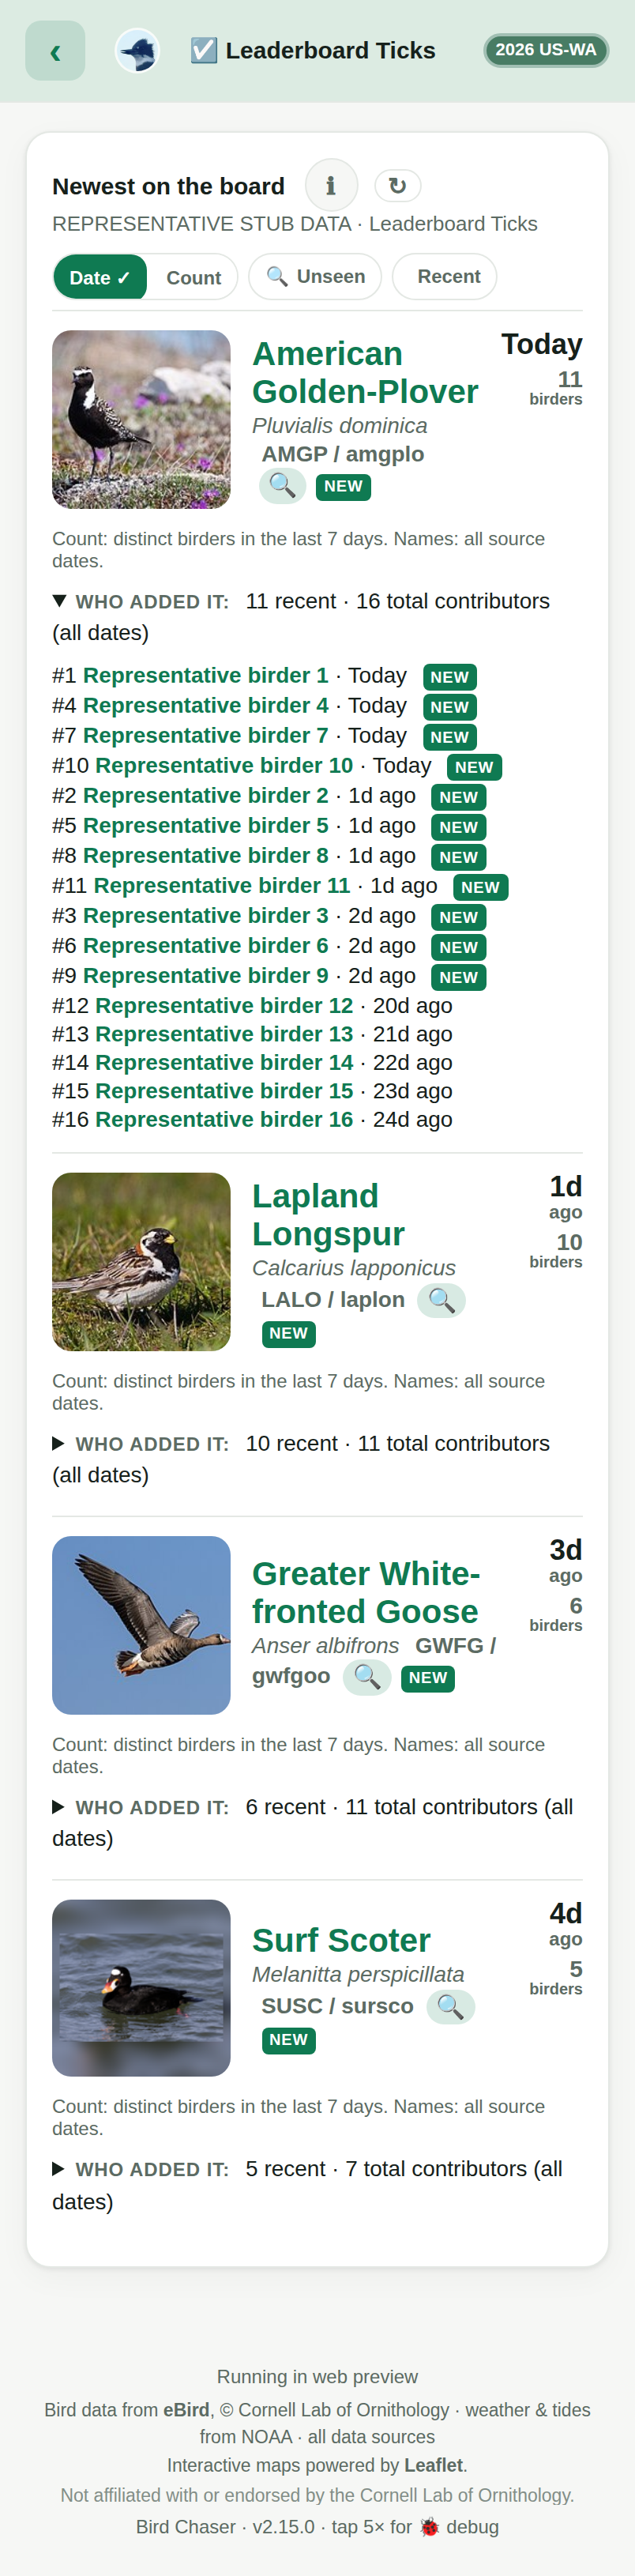 ‹ ☑️ Leaderboard Ticks 2026 US-WA
Newest on the board ℹ ↻
REPRESENTATIVE STUB DATA · Leaderboard Ticks
Date ✓ Count 🔍 Unseen Recent
American Today
Golden-Plover 11
birders
Pluvialis dominica
AMGP / amgplo
🔍 NEW
Count: distinct birders in the last 7 days. Names: all source
dates.
▼ WHO ADDED IT: 11 recent · 16 total contributors
(all dates)
#1 Representative birder 1 · Today NEW
#4 Representative birder 4 · Today NEW
#7 Representative birder 7 · Today NEW
#10 Representative birder 10 · Today NEW
#2 Representative birder 2 · 1d ago NEW
#5 Representative birder 5 · 1d ago NEW
#8 Representative birder 8 · 1d ago NEW
#11 Representative birder 11 · 1d ago NEW
#3 Representative birder 3 · 2d ago NEW
#6 Representative birder 6 · 2d ago NEW
#9 Representative birder 9 · 2d ago NEW
#12 Representative birder 12 · 20d ago
#13 Representative birder 13 · 21d ago
#14 Representative birder 14 · 22d ago
#15 Representative birder 15 · 23d ago
#16 Representative birder 16 · 24d ago
Lapland 1d
ago
Longspur 10
birders
Calcarius lapponicus
LALO / laplon 🔍
NEW
Count: distinct birders in the last 7 days. Names: all source
dates.
▶ WHO ADDED IT: 10 recent · 11 total contributors
(all dates)
Greater White- 3d
ago
fronted Goose 6
birders
Anser albifrons GWFG /
gwfgoo 🔍 NEW
Count: distinct birders in the last 7 days. Names: all source
dates.
▶ WHO ADDED IT: 6 recent · 11 total contributors (all
dates)
Surf Scoter 4d
ago
Melanitta perspicillata 5
birders
SUSC / sursco 🔍
NEW
Count: distinct birders in the last 7 days. Names: all source
dates.
▶ WHO ADDED IT: 5 recent · 7 total contributors (all
dates)
Running in web preview
Bird data from eBird, © Cornell Lab of Ornithology · weather & tides
from NOAA · all data sources
Interactive maps powered by Leaflet.
Not affiliated with or endorsed by the Cornell Lab of Ornithology.
Bird Chaser · v2.15.0 · tap 5× for 🐞 debug